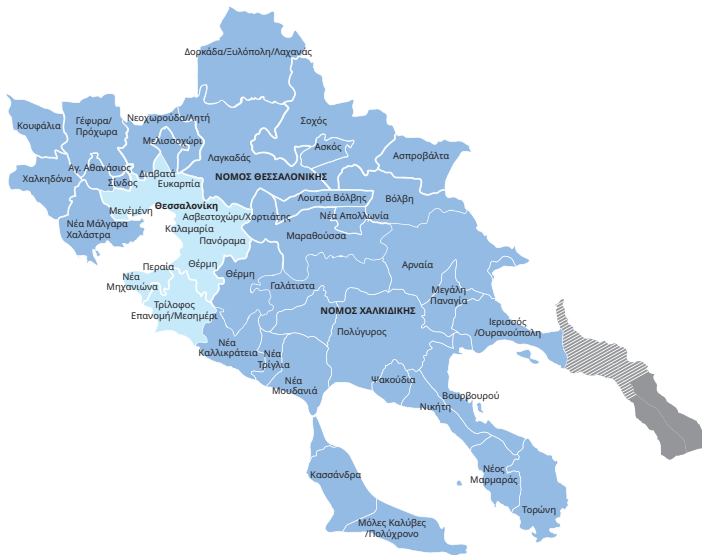 Δορκάδα/Ξυλόπολη/Λαχανάς
Κουφάλια
Γέφυρα/
Πρόχωρα
Νεοχωρούδα/Λητή
Μελισσοχώρι
Σοχός
Ασκός
Ασπροβάλτα
Λαγκαδάς
Χαλκηδόνα
Αγ. Αθανάσιος
Σίνδος
Διαβατά
Ευκαρπία
ΝΟΜΟΣ ΘΕΣΣΑΛΟΝΙΚΗΣ
Λουτρά Βόλβης
Βόλβη
Μενέμένη
Θεσσαλονίκη
Ασβεστοχώρι/Χορτιάτης
Νέα Απολλωνία
Νέα Μάλγαρα
Χαλάστρα
Καλαμαρία
Πανόραμα
Μαραθούσσα
Περαία
Θέρμη
Θέρμη
Αρναία
Νέα
Μηχανιώνα
Γαλάτιστα
Μεγάλη
Παναγία
Τρίλοφος
Επανομή/Μεσημέρι
ΝΟΜΟΣ ΧΑΛΚΙΔΙΚΗΣ
Πολύγυρος
Ιερισσός
/Ουρανούπολη
Νέα
Καλλικράτεια
Νέα
Τρίγλια
Νέα
Μουδανιά
Ψακούδια
Βουρβουρού
Νικήτη
Κασσάνδρα
Νέος
Μαρμαράς
Μόλες Καλύβες
/Πολύχρονο
Τορώνη